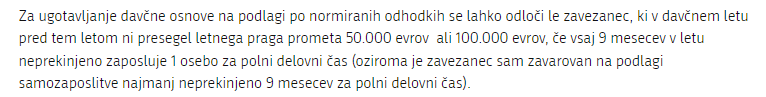 Za ugotavljanje davčne osnove na podlagi po normiranih odhodkih se lahko odloči le zavezanec, ki v davčnem letu
pred tem letom ni presegel letnega praga prometa 50.000 evrov  ali 100.000 evrov, če vsaj 9 mesecev v letu
neprekinjeno zaposluje 1 osebo za polni delovni čas (oziroma je zavezanec sam zavarovan na podlagi
samozaposlitve najmanj neprekinjeno 9 mesecev za polni delovni čas).